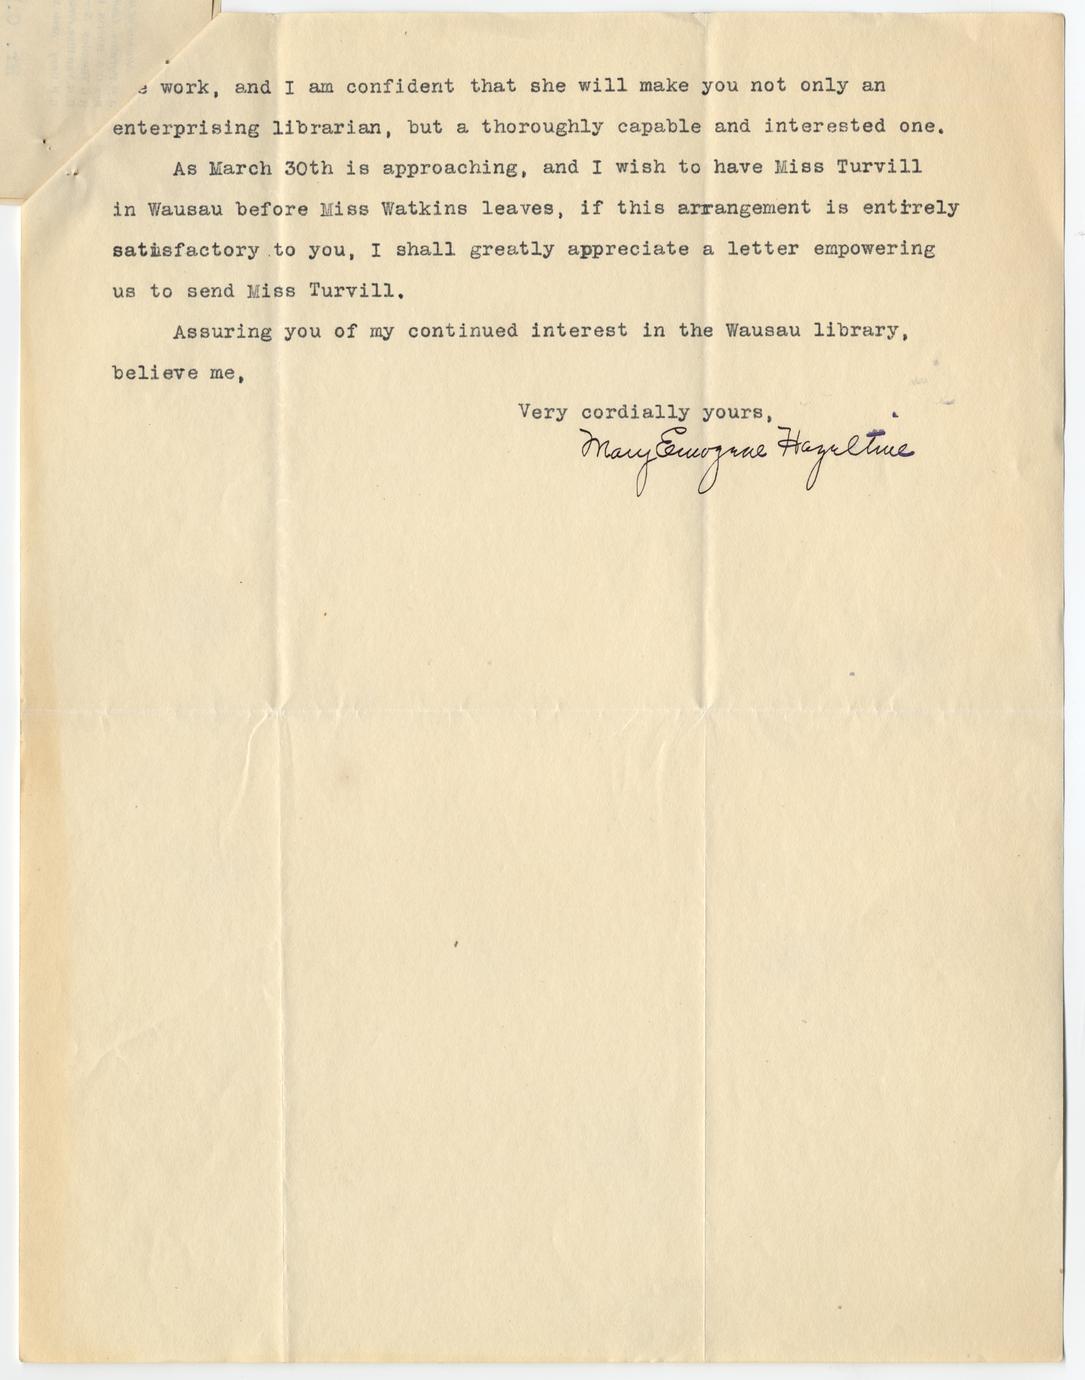 work, and I am confident that she will make you not only an
enterprising librarian, but a thoroughly capable and interested one.
As March 30th is approaching, and I wish to have Miss Turvill
in Wausau before Miss Watkins leaves, if this arrangement is entirely
satisfactory to you, I shall greatly appreciate a letter empowering
us to send Miss Turvill.
Assuring you of my continued interest in the Wausau library,
believe me,
Very cordially yours,
Mary Emogene Hazeltine